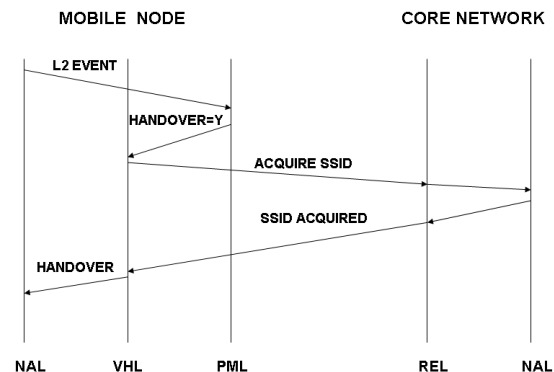 MOBILE NODE
CORE NETWORK
L2 EVENT
HANDOVER=Y
ACQUIRE SSID
SSID ACQUIRED
HANDOVER
NAL VHL PML REL NAL